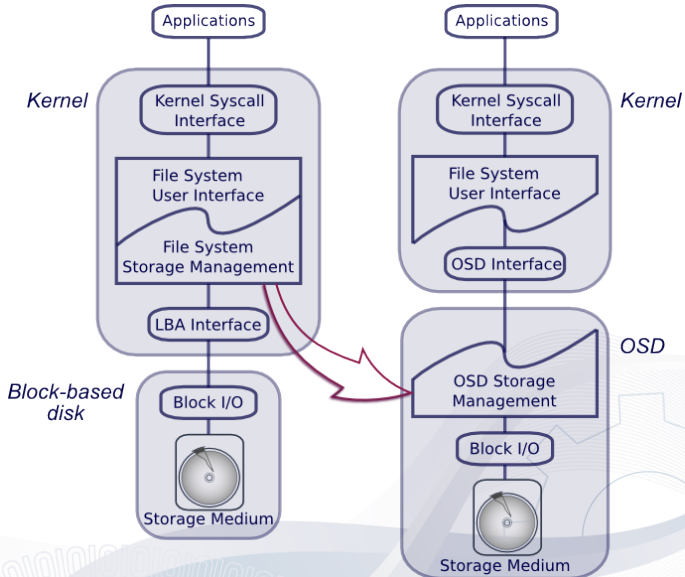 Applications
Kernel
Kernel Syscall
Interface
File System
User Interface
File System
Storage Management
LBA Interface
Block-based
disk
Block I/O
Storage Medium
Applications
Kernel
Kernel Syscall
Interface
File System
User Interface
OSD Interface
OSD
OSD Storage
Management
Block I/O
Storage Medium